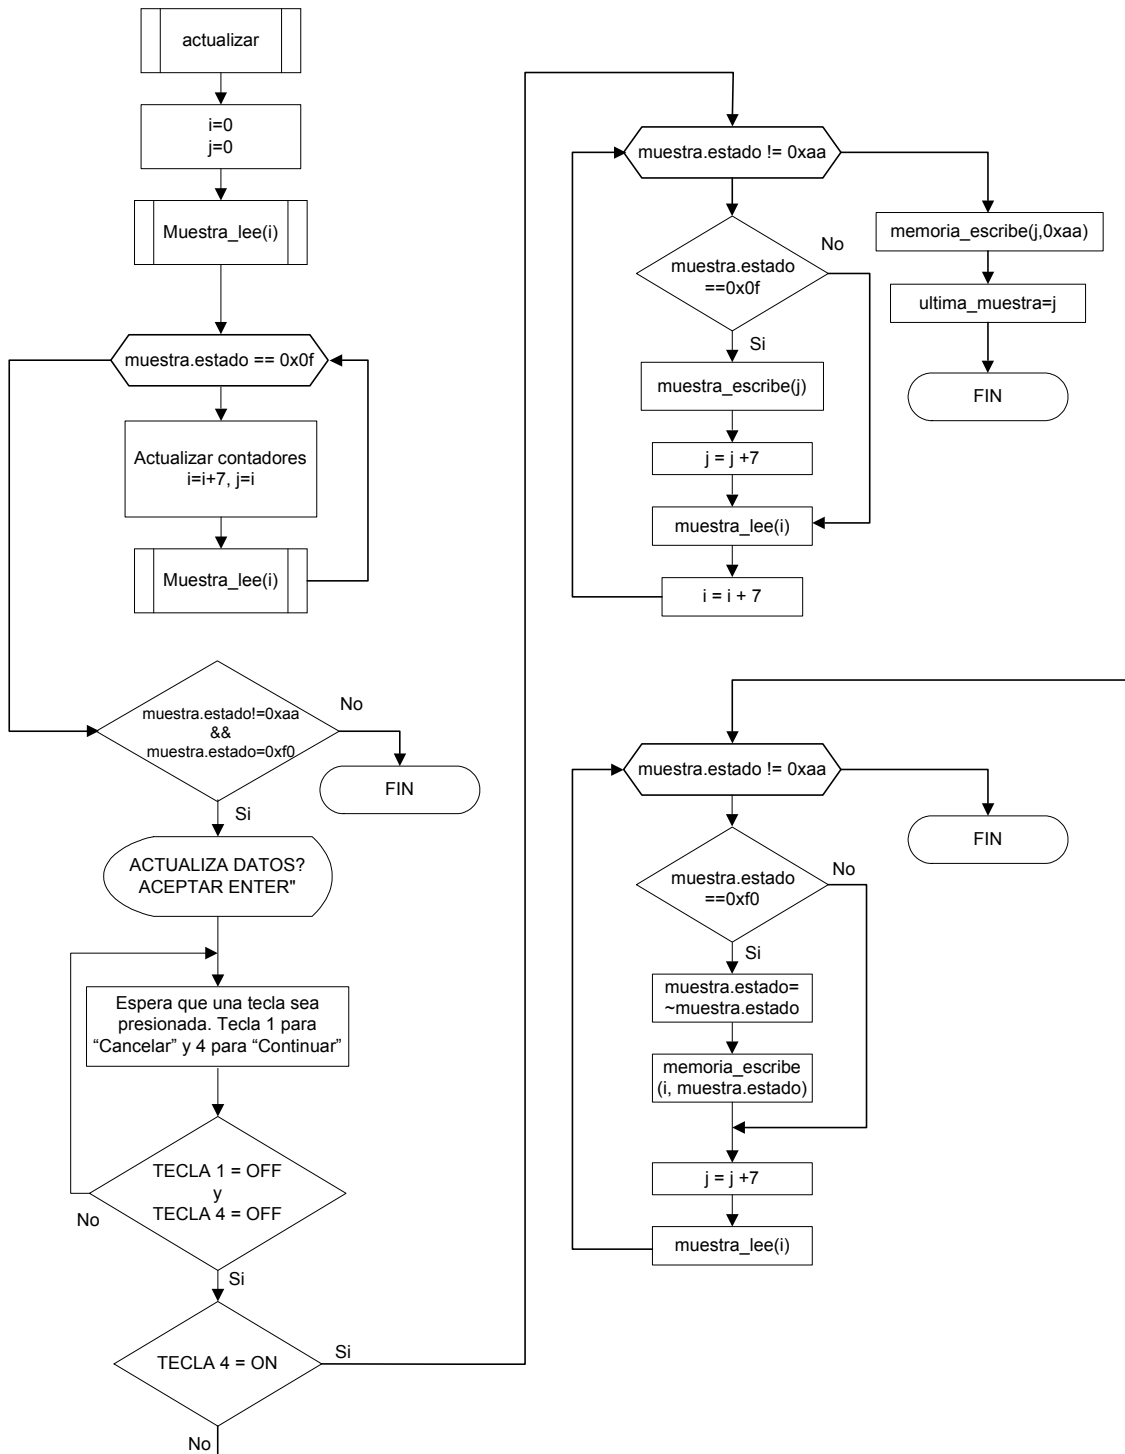 actualizar
i=0
j=0
Muestra_lee(i)
muestra.estado == 0x0f
Actualizar contadores
i=i+7, j=i
Muestra_lee(i)
muestra.estado!=0xaa
&&
muestra.estado=0xf0
No
FIN
Si
ACTUALIZA DATOS?
ACEPTAR ENTER"
Espera que una tecla sea
presionada. Tecla 1 para
“Cancelar” y 4 para “Continuar”
TECLA 1 = OFF
y
TECLA 4 = OFF
No
Si
TECLA 4 = ON
Si
No
muestra.estado != 0xaa
muestra.estado
==0x0f
No
Si
muestra_escribe(j)
j = j +7
muestra_lee(i)
i = i + 7
memoria_escribe(j,0xaa)
ultima_muestra=j
FIN
muestra.estado != 0xaa
muestra.estado
==0xf0
No
Si
muestra.estado=
~muestra.estado
memoria_escribe
(i, muestra.estado)
j = j +7
muestra_lee(i)
FIN